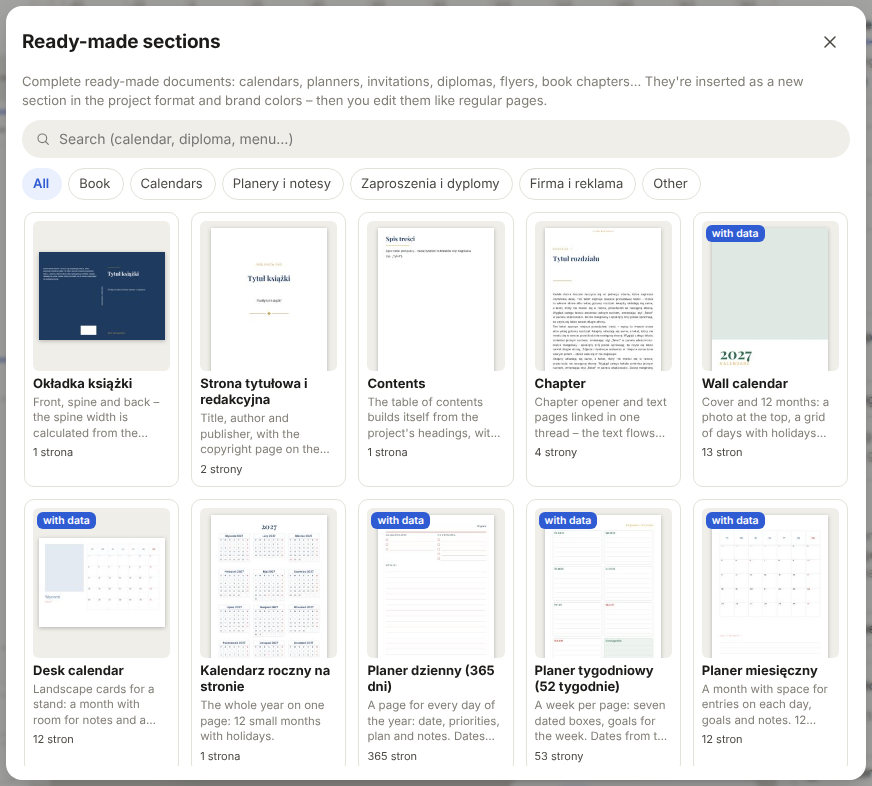 Ready-made sections
Complete ready-made documents: calendars, planners, invitations, diplomas, flyers, book chapters... They're inserted as a new
section in the project format and brand colors – then you edit them like regular pages.
Search (calendar, diploma, menu...)
All
Book
Calendars
Planery i notesy
Zaproszenia i dyplomy
Firma i reklama
Other
Tytuł książki
Okładka książki
Front, spine and back –
the spine width is
calculated from the...
1 strona
Tytuł książki
Strona tytułowa i
redakcyjna
Title, author and
publisher, with the
copyright page on the...
2 strony
Spis treści
Contents
The table of contents
builds itself from the
project's headings, wit...
1 strona
Tytuł rozdziału
Chapter
Chapter opener and text
pages linked in one
thread – the text flows...
4 strony
with data
2027
Wall calendar
Cover and 12 months: a
photo at the top, a grid
of days with holidays...
13 stron
with data
Desk calendar
Landscape cards for a
stand: a month with
room for notes and a...
12 stron
2027
Kalendarz roczny na
stronie
The whole year on one
page: 12 small months
with holidays.
1 strona
with data
Planer dzienny (365
dni)
A page for every day of
the year: date, priorities,
plan and notes. Dates...
365 stron
with data
Planer tygodniowy
(52 tygodnie)
A week per page: seven
dated boxes, goals for
the week. Dates from t...
53 strony
with data
Planer miesięczny
A month with space for
entries on each day,
goals and notes. 12...
12 stron